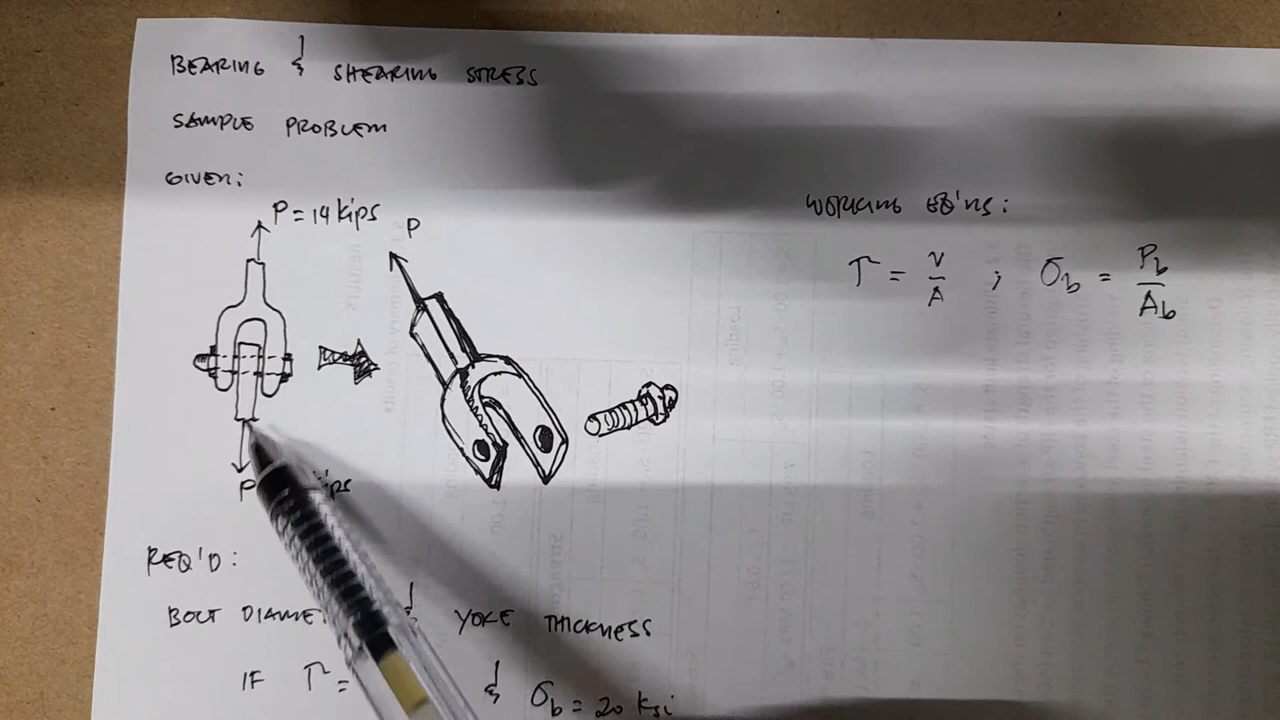 BEARING & SHEARING STRESS
SAMPLE PROBLEM
GIVEN:
P = 14 kips
P
P
REQ'D:
BOLT & YOKE THICKNESS
IF τ = & σb = 20 ksi
WORKING EQ'NS:
τ = V/A ; σb = Pb/Ab